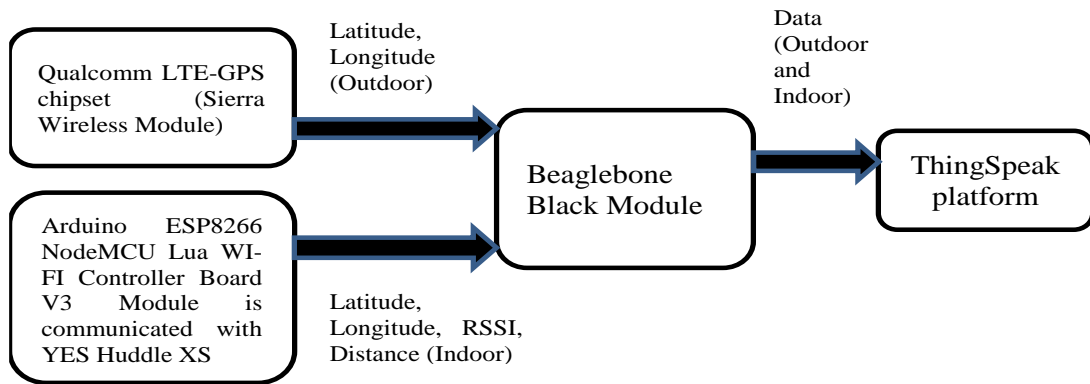 Qualcomm LTE-GPS
chipset (Sierra
Wireless Module)
Latitude,
Longitude
(Outdoor)
Arduino ESP8266
NodeMCU Lua WI-
FI Controller Board
V3 Module is
communicated with
YES Huddle XS
Latitude,
Longitude, RSSI,
Distance (Indoor)
Beaglebone
Black Module
Data
(Outdoor
and
Indoor)
ThingSpeak
platform